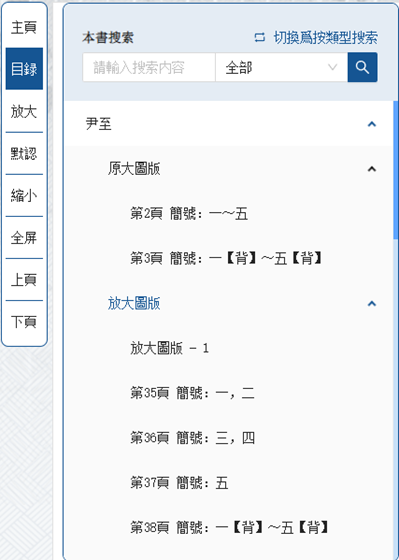 主頁
目録
放大
默認
縮小
全屏
上頁
下頁
本書搜索
切換爲按類型搜索
請輸入搜索内容
全部
尹至
原大圖版
第2頁 簡號：一～五
第3頁 簡號：一【背】～五【背】
放大圖版
放大圖版 - 1
第35頁 簡號：一，二
第36頁 簡號：三，四
第37頁 簡號：五
第38頁 簡號：一【背】～五【背】